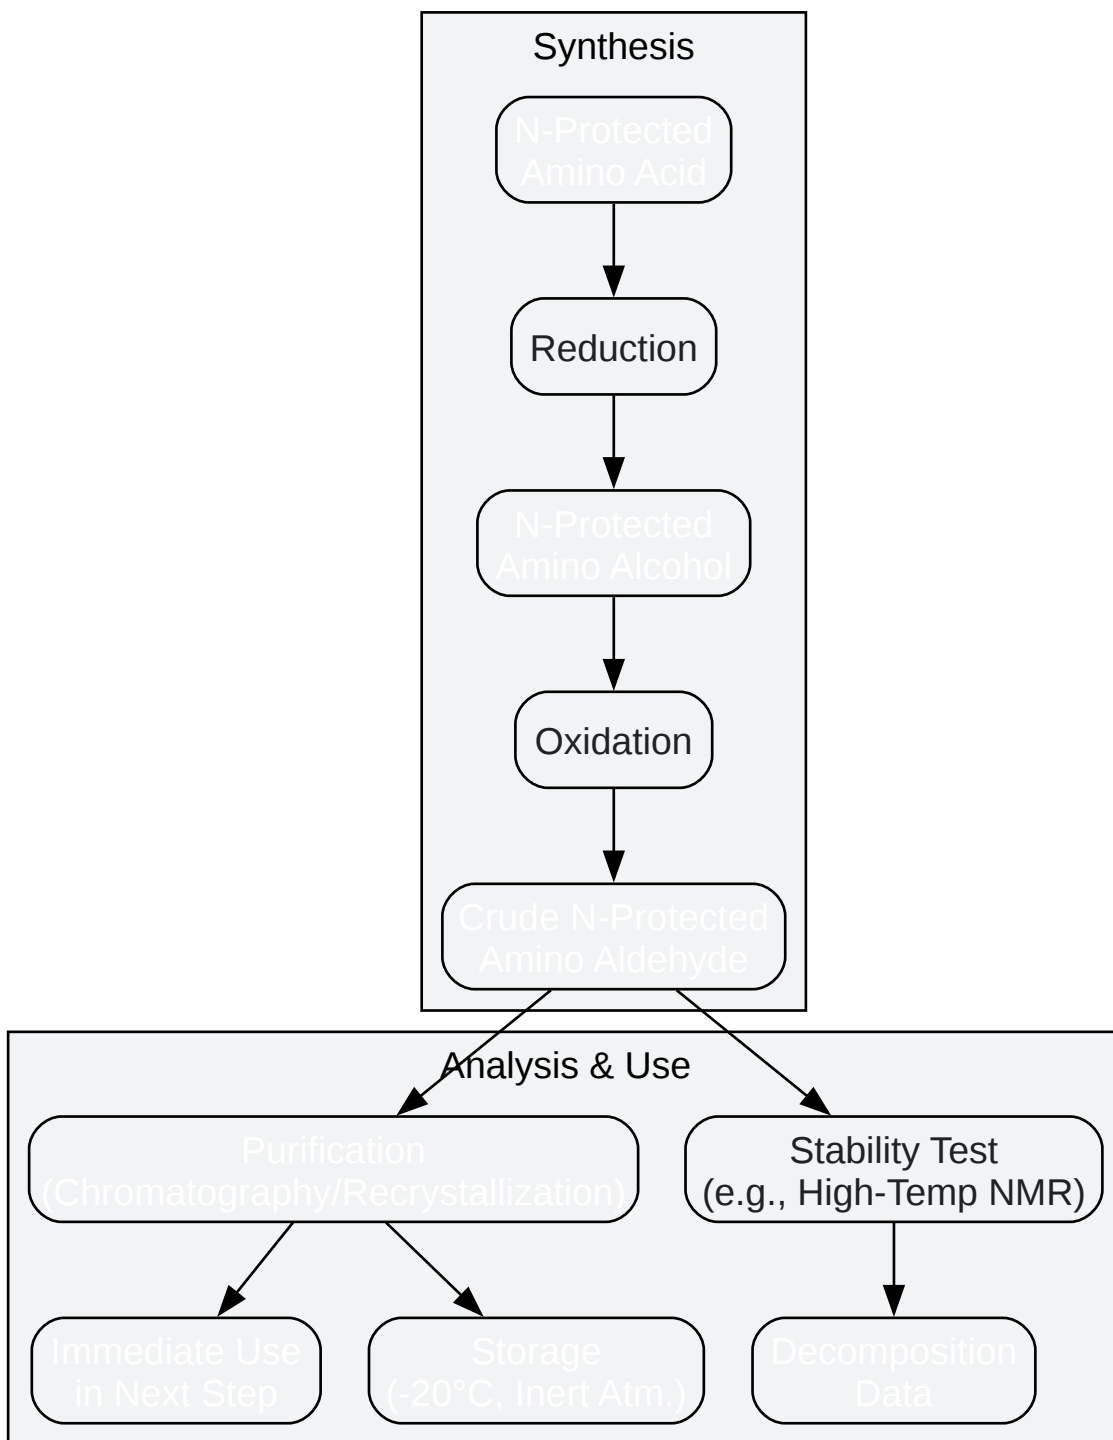 Synthesis
N-Protected
Amino Acid
Reduction
N-Protected
Amino Alcohol
Oxidation
Crude N-Protected
Amino Aldehyde
Analysis & Use
Purification
(Chromatography/Recrystallization)
Stability Test
(e.g., High-Temp NMR)
Immediate Use
in Next Step
Storage
(-20°C, Inert Atm.)
Decomposition
Data